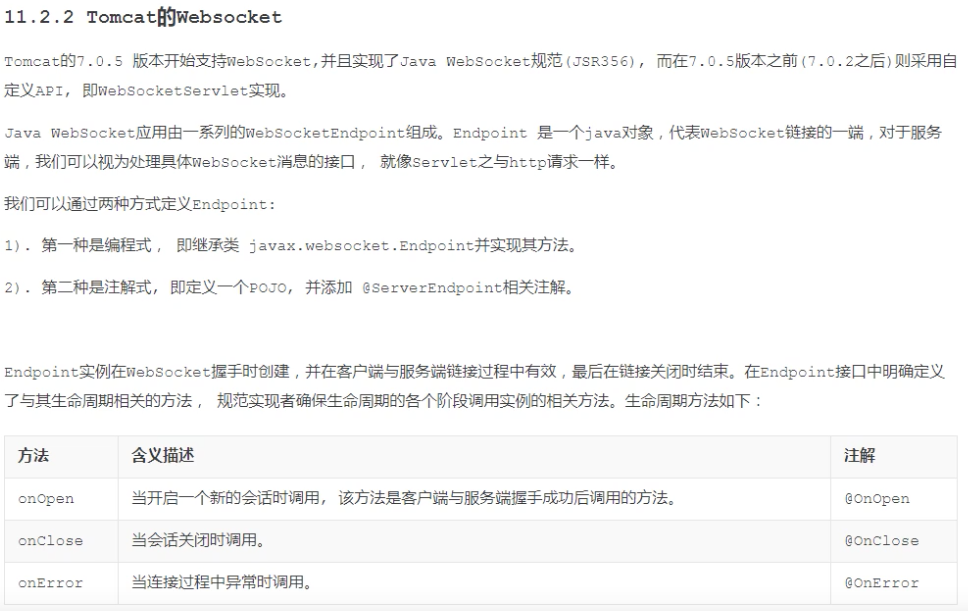 11.2.2 Tomcat的Websocket
Tomcat的7.0.5 版本开始支持WebSocket,并且实现了Java WebSocket规范(JSR356), 而在7.0.5版本之前(7.0.2之后)则采用自
定义API, 即WebSocketServlet实现。
Java WebSocket应用由一系列的WebSocketEndpoint组成。Endpoint 是一个java对象，代表WebSocket链接的一端，对于服务
端，我们可以视为处理具体WebSocket消息的接口， 就像Servlet之与http请求一样。
我们可以通过两种方式定义Endpoint:
1). 第一种是编程式， 即继承类 javax.websocket.Endpoint并实现其方法。
2). 第二种是注解式, 即定义一个POJO, 并添加 @ServerEndpoint相关注解。
Endpoint实例在WebSocket握手时创建，并在客户端与服务端链接过程中有效，最后在链接关闭时结束。在Endpoint接口中明确定义
了与其生命周期相关的方法， 规范实现者确保生命周期的各个阶段调用实例的相关方法。生命周期方法如下：
方法 含义描述 注解
onOpen 当开启一个新的会话时调用, 该方法是客户端与服务端握手成功后调用的方法。 @OnOpen
onClose 当会话关闭时调用。 @OnClose
onError 当连接过程中异常时调用。 @OnError